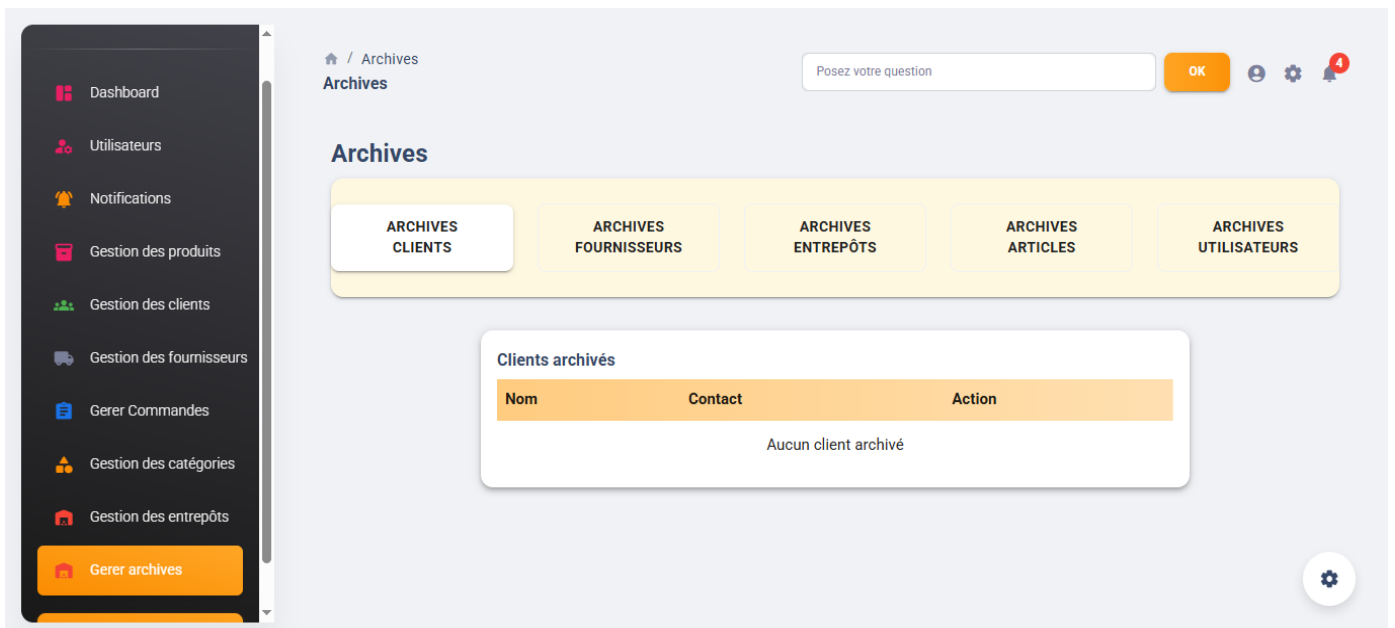 Dashboard
Utilisateurs
Notifications
Gestion des produits
Gestion des clients
Gestion des fournisseurs
Gerer Commandes
Gestion des catégories
Gestion des entrepôts
Gerer archives
/ Archives
Archives
Posez votre question
OK
4
Archives
ARCHIVES
CLIENTS
ARCHIVES
FOURNISSEURS
ARCHIVES
ENTREPÔTS
ARCHIVES
ARTICLES
ARCHIVES
UTILISATEURS
Clients archivés
Nom Contact Action
Aucun client archivé